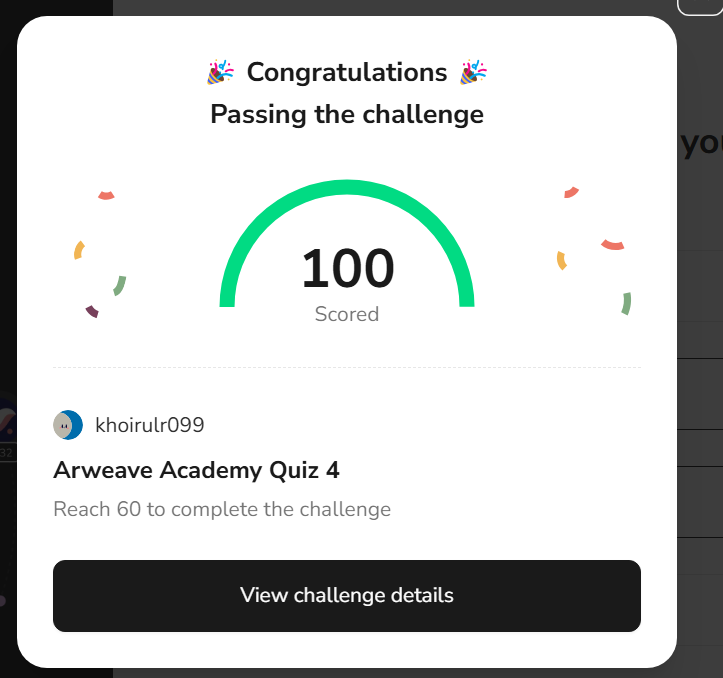 🎉 Congratulations 🎉
Passing the challenge
100
Scored
khoirulr099
Arweave Academy Quiz 4
Reach 60 to complete the challenge
View challenge details
you
32